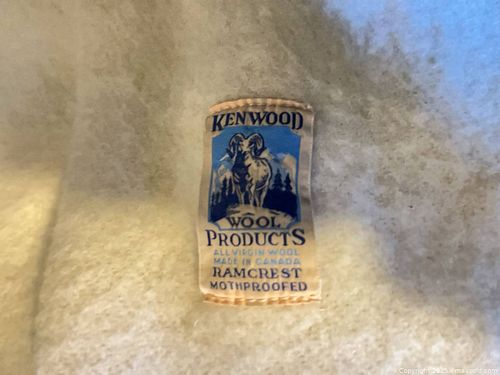 KENWOOD
WOOL
PRODUCTS
ALL VIRGIN WOOL
MADE IN CANADA
RAMCREST
MOTHPROOFED